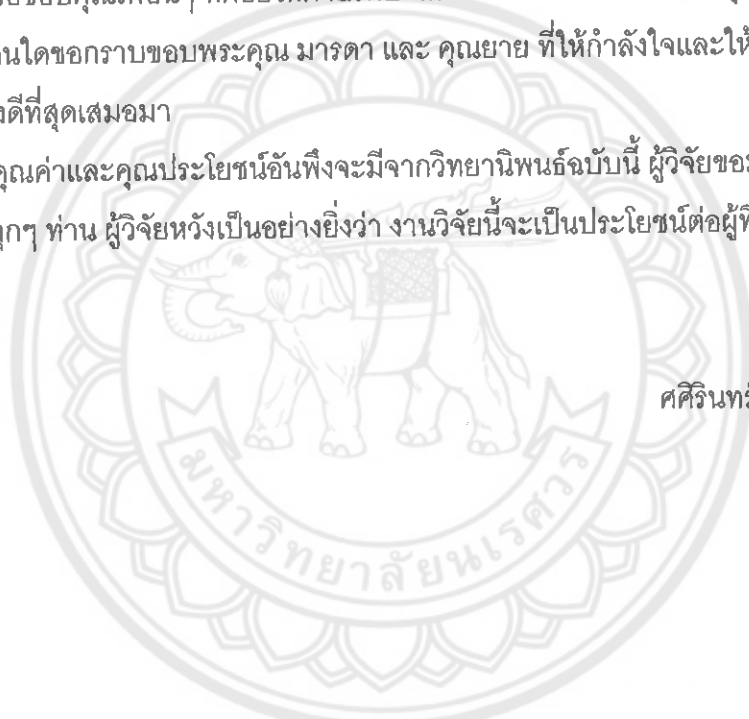 นใดขอกราบขอบพระคุณ มารดา และ คุณยาย ที่ให้กำลังใจและให้
งดีที่สุดเสมอมา
คุณค่าและคุณประโยชน์อันพึงจะมีจากวิทยานิพนธ์ฉบับนี้ ผู้วิจัยขอ
ทุกๆ ท่าน ผู้วิจัยหวังเป็นอย่างยิ่งว่า งานวิจัยนี้จะเป็นประโยชน์ต่อผู้ที่
ศศิรินทร์
มหาวิทยาลัยนเรศวร